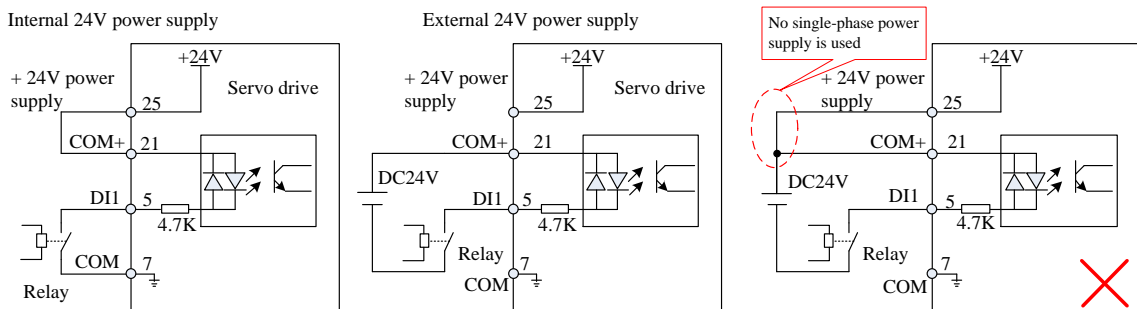 Internal 24V power supply
+24V
+ 24V power
supply
Servo drive
25
COM+
21
DI1
5
4.7K
COM
7
Relay
External 24V power supply
+24V
+ 24V power
supply
Servo drive
25
COM+
21
DC24V
DI1
5
4.7K
Relay
7
COM
No single-phase power
supply is used
+24V
+ 24V power
supply
Servo drive
25
COM+
21
DC24V
DI1
5
4.7K
Relay
7
COM